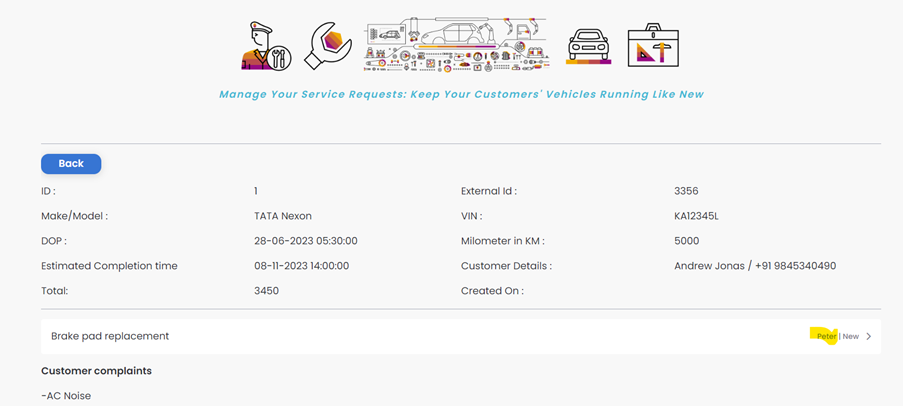 Manage Your Service Requests: Keep Your Customers' Vehicles Running Like New
Back
ID : 1 External Id : 3356
Make/Model : TATA Nexon VIN : KA12345L
DOP : 28-06-2023 05:30:00 Milometer in KM : 5000
Estimated Completion time 08-11-2023 14:00:00 Customer Details : Andrew Jonas / +91 9845340490
Total: 3450 Created On :
Brake pad replacement Peter | New >
Customer complaints
-AC Noise